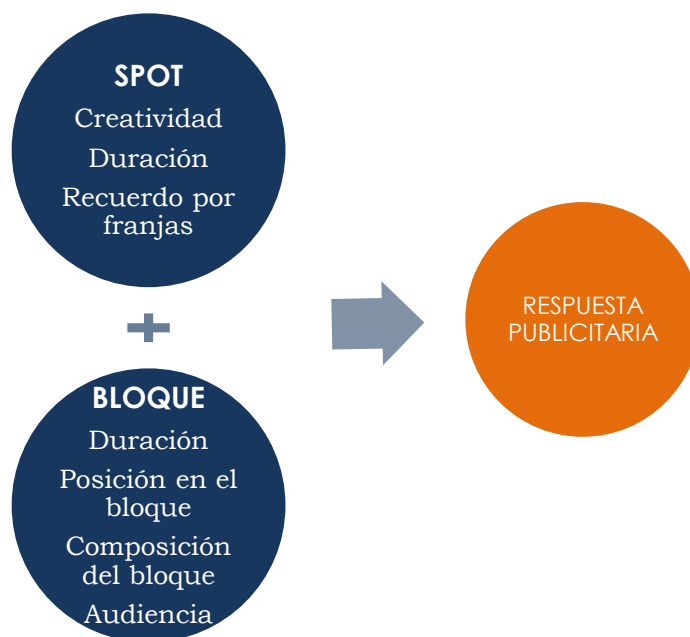 SPOT
Creatividad
Duración
Recuerdo por
franjas
+
BLOQUE
Duración
Posición en el
bloque
Composición
del bloque
Audiencia
RESPUESTA
PUBLICITARIA